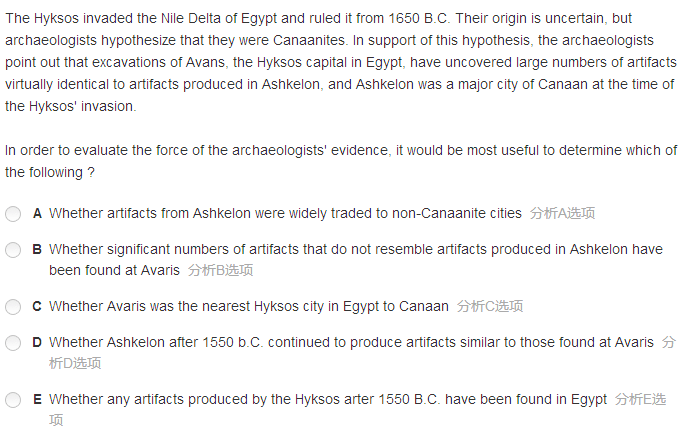 The Hyksos invaded the Nile Delta of Egypt and ruled it from 1650 B.C. Their origin is uncertain, but
archaeologists hypothesize that they were Canaanites. In support of this hypothesis, the archaeologists
point out that excavations of Avans, the Hyksos capital in Egypt, have uncovered large numbers of artifacts
virtually identical to artifacts produced in Ashkelon, and Ashkelon was a major city of Canaan at the time of
the Hyksos' invasion.
In order to evaluate the force of the archaeologists' evidence, it would be most useful to determine which of
the following ?
A Whether artifacts from Ashkelon were widely traded to non-Canaanite cities 分析A选项
B Whether significant numbers of artifacts that do not resemble artifacts produced in Ashkelon have
been found at Avaris 分析B选项
C Whether Avaris was the nearest Hyksos city in Egypt to Canaan 分析C选项
D Whether Ashkelon after 1550 b.C. continued to produce artifacts similar to those found at Avaris 分
析D选项
E Whether any artifacts produced by the Hyksos arter 1550 B.C. have been found in Egypt 分析E选
项